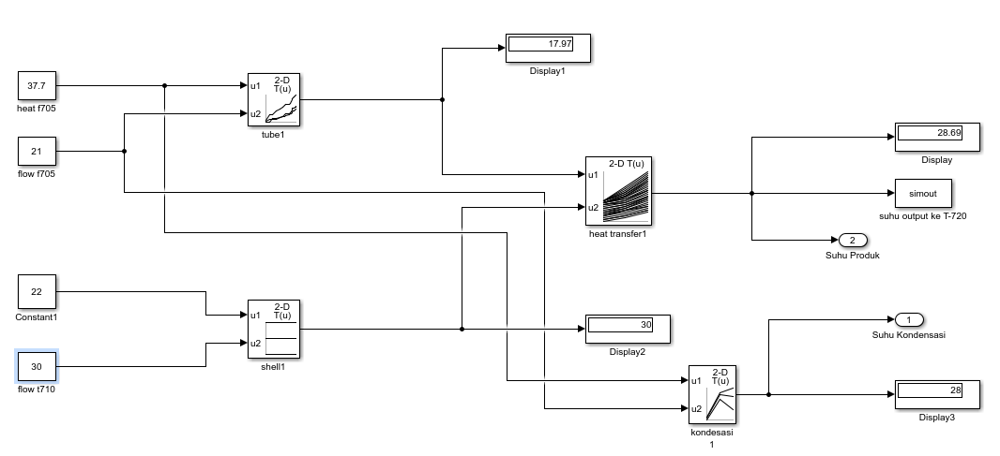 17.97
Display1
37.7
heat f705
2-D
T(u)
u1
u2
tube1
21
flow f705
2-D T(u)
u1
u2
heat transfer1
28.69
Display
simout
suhu output ke T-720
2
Suhu Produk
22
Constant1
2-D
T(u)
u1
u2
shell1
30
flow t710
30
Display2
1
Suhu Kondensasi
2-D
T(u)
u1
u2
kondesasi
1
28
Display3